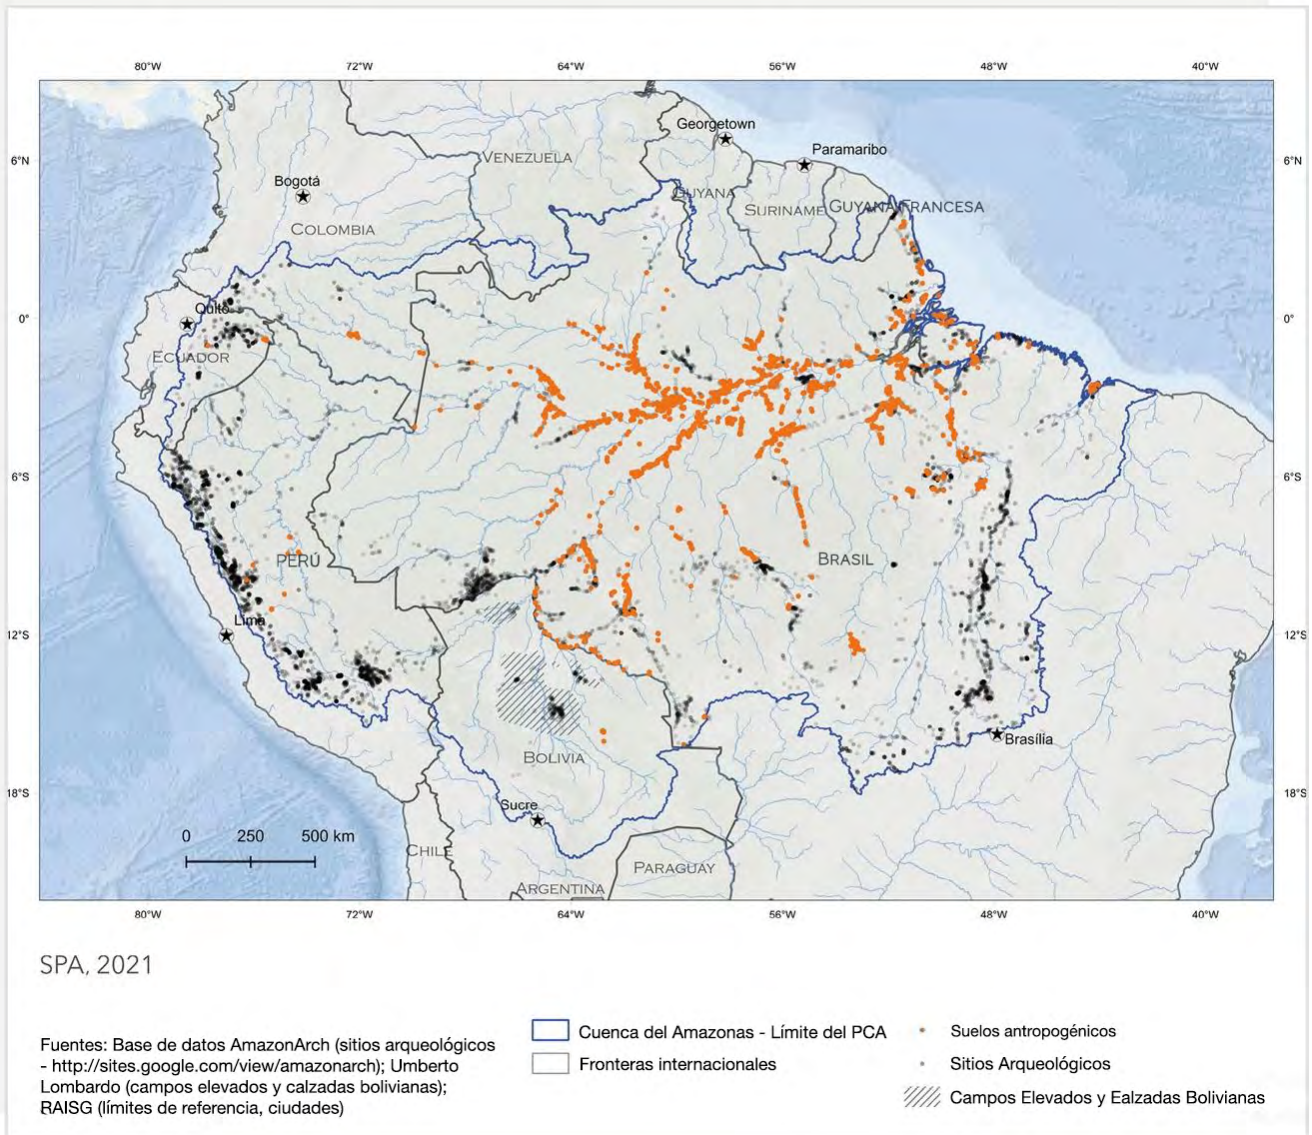 80°W 72°W 64°W 56°W 48°W 40°W
Georgetown
Paramaribo
VENEZUELA
6°N 6°N
Bogotá
GUYANA
SURINAME
GUYANA FRANCESA
COLOMBIA
Quito
0° 0°
ECUADOR
6°S 6°S
PERÚ
BRASIL
Lima
12°S 12°S
Brasília
BOLIVIA
18°S 18°S
Sucre
0 250 500 km
CHILE
PARAGUAY
ARGENTINA
80°W 72°W 64°W 56°W 48°W 40°W
SPA, 2021
Fuentes: Base de datos AmazonArch (sitios arqueológicos
- http://sites.google.com/view/amazonarch); Umberto
Lombardo (campos elevados y calzadas bolivianas);
RAISG (límites de referencia, ciudades)
Cuenca del Amazonas - Límite del PCA
Fronteras internacionales
Suelos antropogénicos
Sitios Arqueológicos
Campos Elevados y Ealzadas Bolivianas